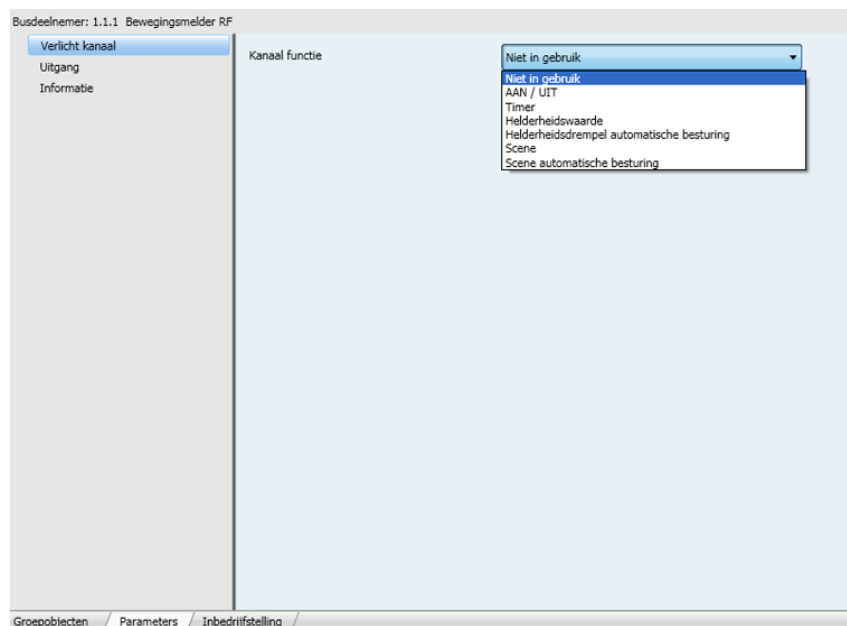 Busdeelnemer: 1.1.1 Bewegingsmelder RF
Verlicht kanaal
Uitgang
Informatie
Kanaal functie
Niet in gebruik
Niet in gebruik
AAN / UIT
Timer
Helderheidswaarde
Helderheidsdrempel automatische besturing
Scene
Scene automatische besturing
Groepobjecten / Parameters / Inbedrijfstelling /